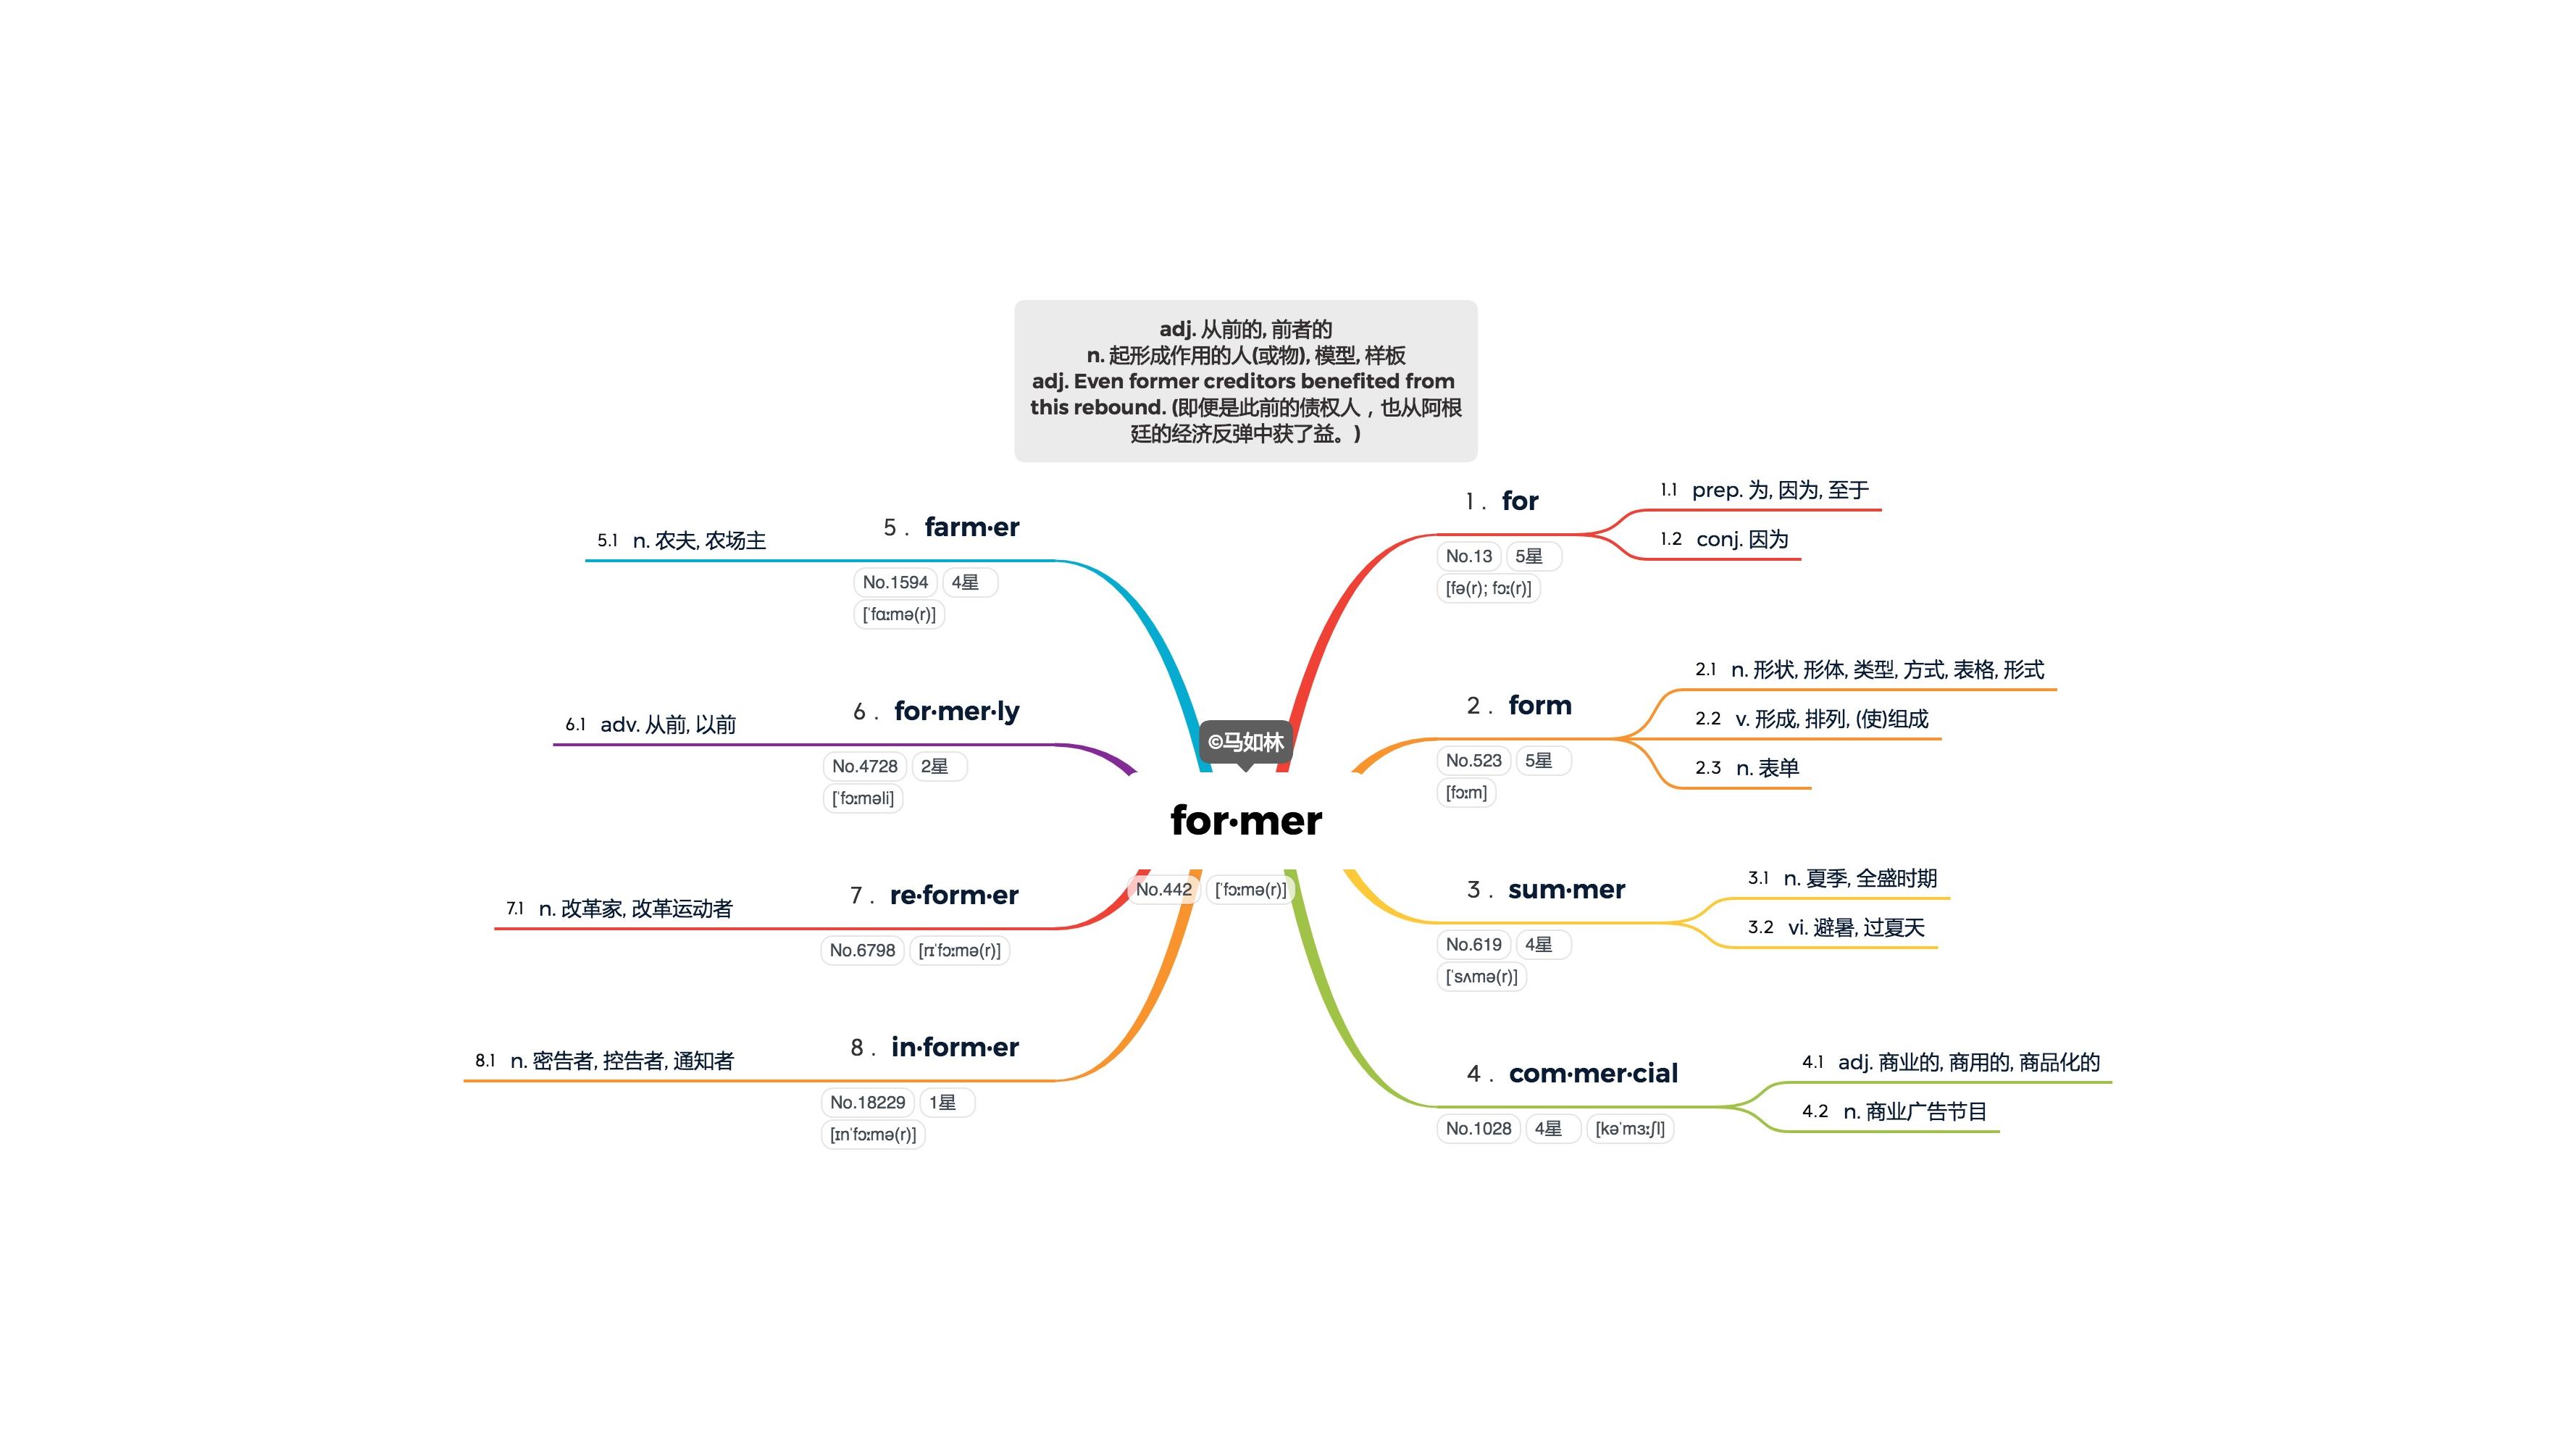 adj. 从前的, 前者的
n. 起形成作用的人(或物), 模型, 样板
adj. Even former creditors benefited from
this rebound. (即便是此前的债权人，也从阿根
廷的经济反弹中获了益。)
©马如林
for·mer
No.442 [ˈfɔːmə(r)]
1. for
No.13 5星
[fə(r); fɔː(r)]
1.1 prep. 为, 因为, 至于
1.2 conj. 因为
2. form
No.523 5星
[fɔːm]
2.1 n. 形状, 形体, 类型, 方式, 表格, 形式
2.2 v. 形成, 排列, (使)组成
2.3 n. 表单
3. sum·mer
No.619 4星
[ˈsʌmə(r)]
3.1 n. 夏季, 全盛时期
3.2 vi. 避暑, 过夏天
4. com·mer·cial
No.1028 4星 [kəˈmɜːʃl]
4.1 adj. 商业的, 商用的, 商品化的
4.2 n. 商业广告节目
5. farm·er
No.1594 4星
[ˈfɑːmə(r)]
5.1 n. 农夫, 农场主
6. for·mer·ly
No.4728 2星
[ˈfɔːməli]
6.1 adv. 从前, 以前
7. re·form·er
No.6798 [rɪˈfɔːmə(r)]
7.1 n. 改革家, 改革运动者
8. in·form·er
No.18229 1星
[ɪnˈfɔːmə(r)]
8.1 n. 密告者, 控告者, 通知者